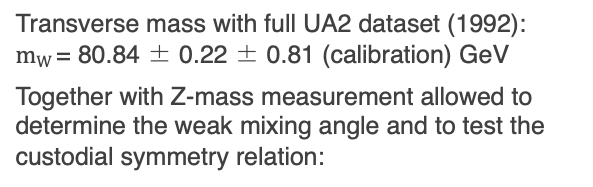 Transverse mass with full UA2 dataset (1992):
mW = 80.84 ± 0.22 ± 0.81 (calibration) GeV
Together with Z-mass measurement allowed to
determine the weak mixing angle and to test the
custodial symmetry relation: